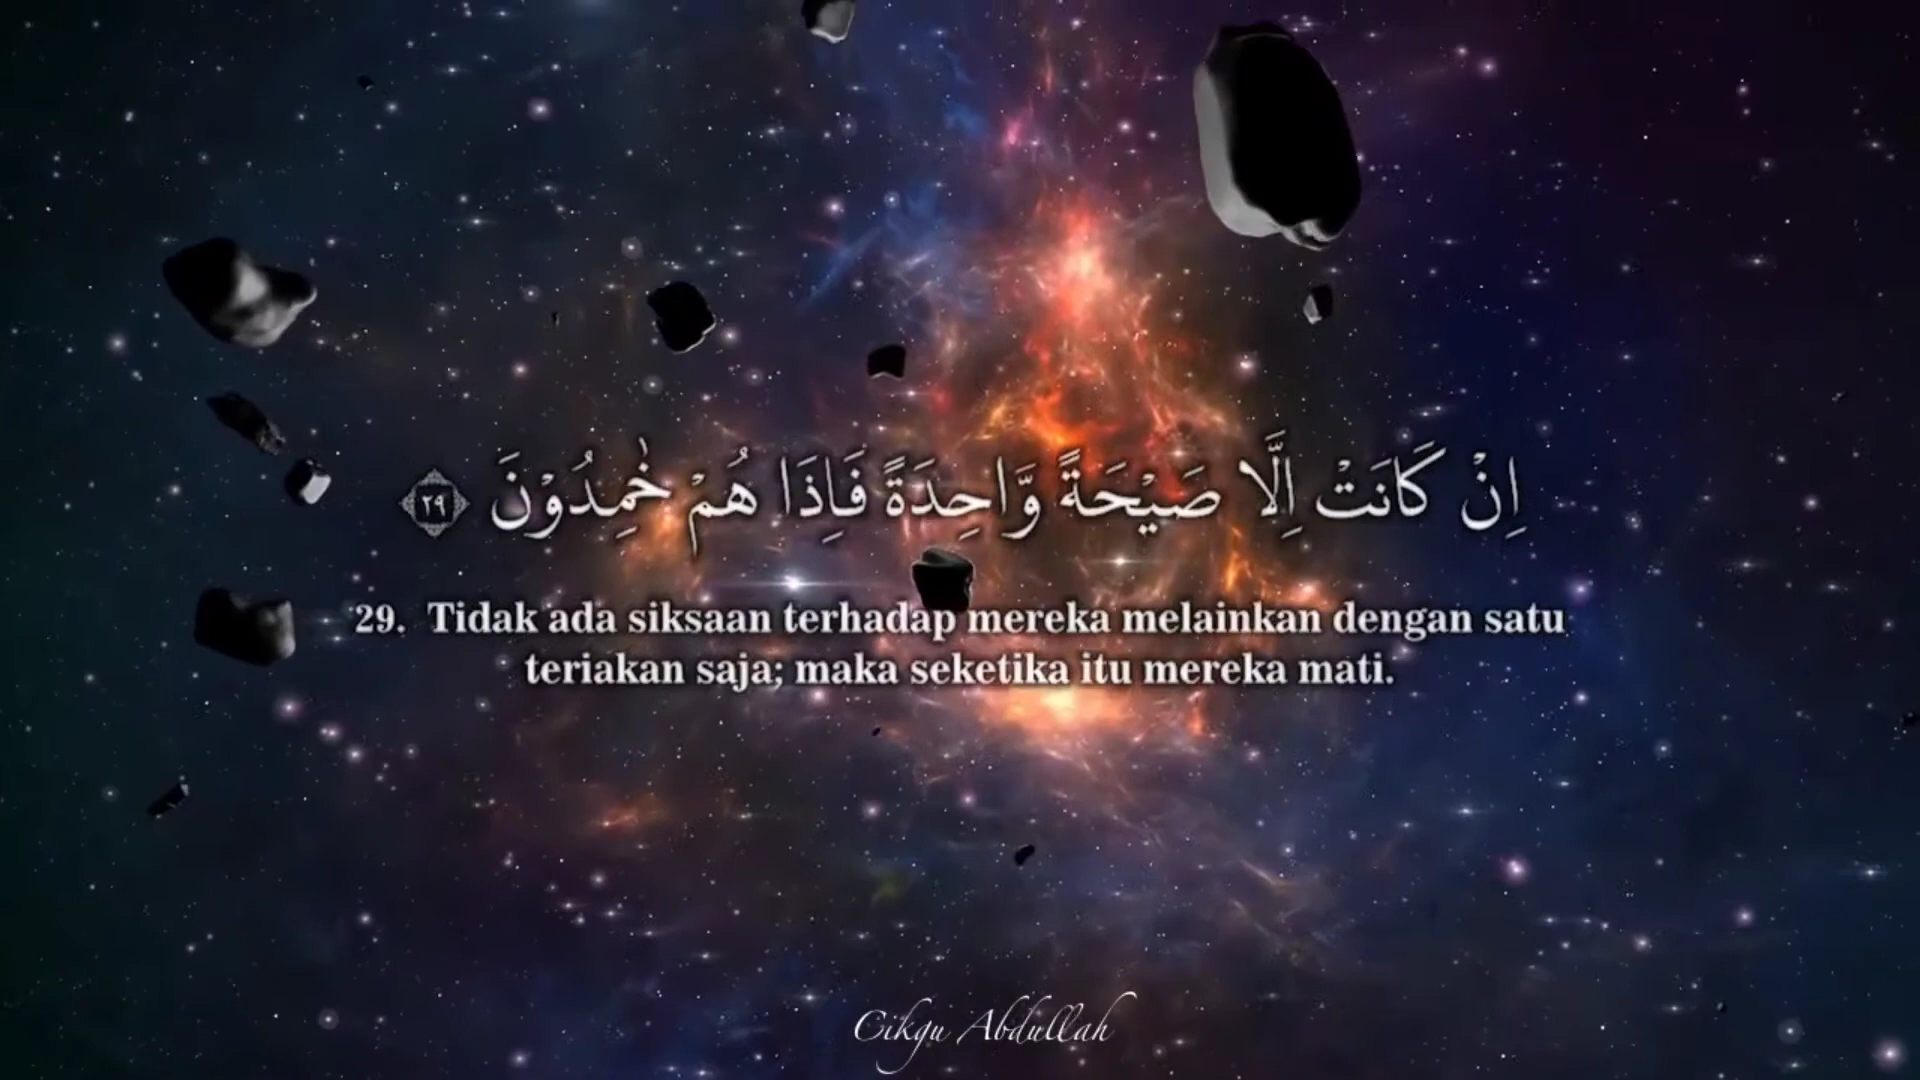 اِنْ كَانَتْ اِلَّا صَيْحَةً وَّاحِدَةً فَاِذَا هُمْ خٰمِدُوْنَ ٢٩
29. Tidak ada siksaan terhadap mereka melainkan dengan satu
teriakan saja; maka seketika itu mereka mati.
Cikgu Abdullah